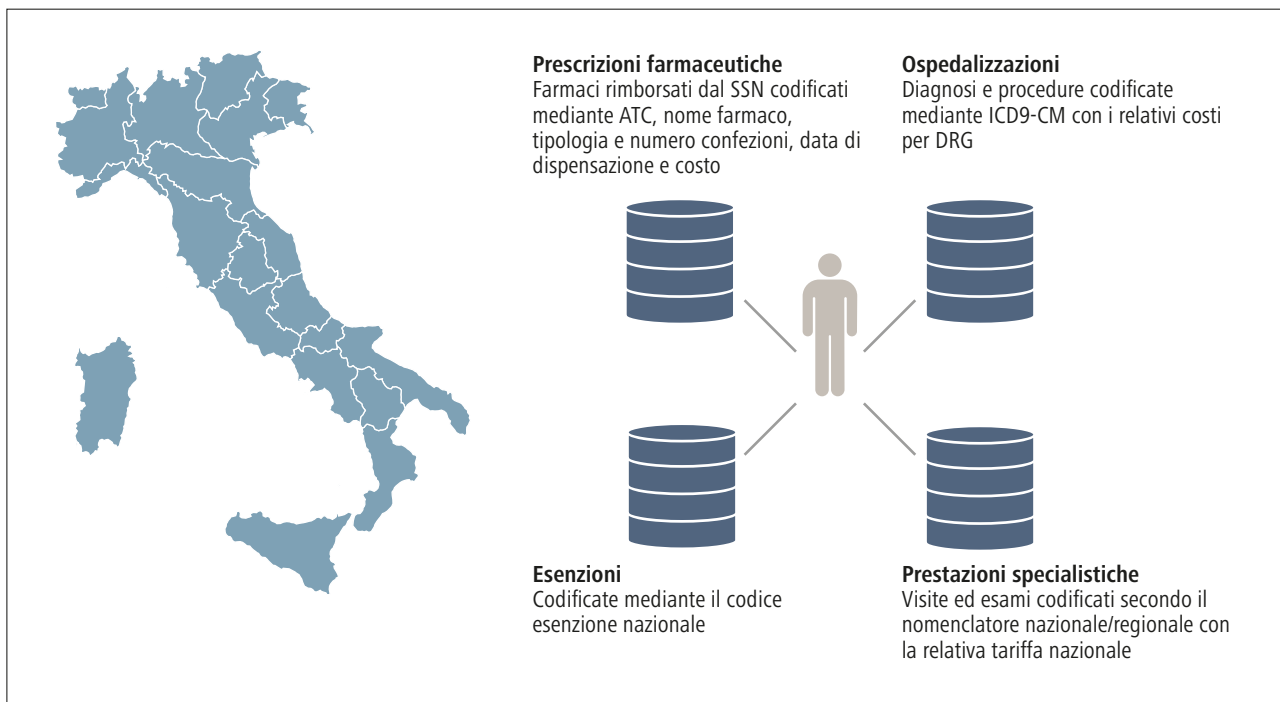 Prescrizioni farmaceutiche
Farmaci rimborsati dal SSN codificati
mediante ATC, nome farmaco,
tipologia e numero confezioni, data di
dispensazione e costo
Ospedalizzazioni
Diagnosi e procedure codificate
mediante ICD9-CM con i relativi costi
per DRG
Esenzioni
Codificate mediante il codice
esenzione nazionale
Prestazioni specialistiche
Visite ed esami codificati secondo il
nomenclatore nazionale/regionale con
la relativa tariffa nazionale